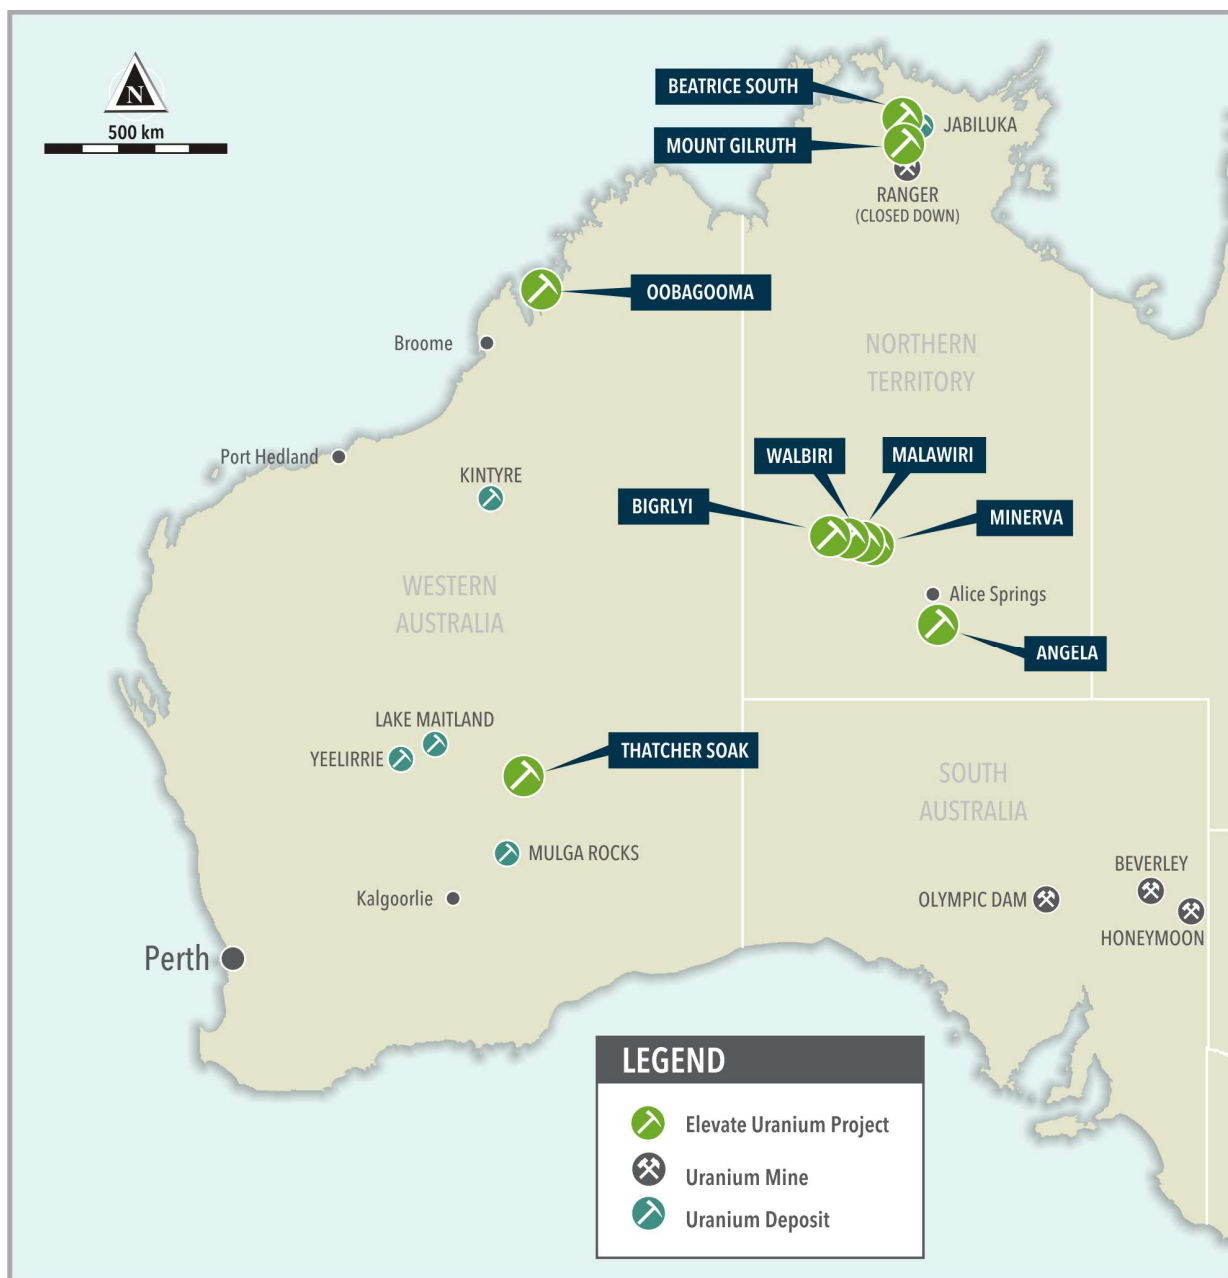 N
500 km
BEATRICE SOUTH
JABILUKA
MOUNT GILRUTH
RANGER
(CLOSED DOWN)
OOBAGOOMA
Broome
NORTHERN
TERRITORY
Port Hedland
KINTYRE
WALBIRI
MALAWIRI
BIGRLYI
MINERVA
WESTERN
AUSTRALIA
Alice Springs
ANGELA
LAKE MAITLAND
YEELIRRIE
THATCHER SOAK
SOUTH
AUSTRALIA
MULGA ROCKS
Kalgoorlie
BEVERLEY
OLYMPIC DAM
HONEYMOON
Perth
LEGEND
Elevate Uranium Project
Uranium Mine
Uranium Deposit